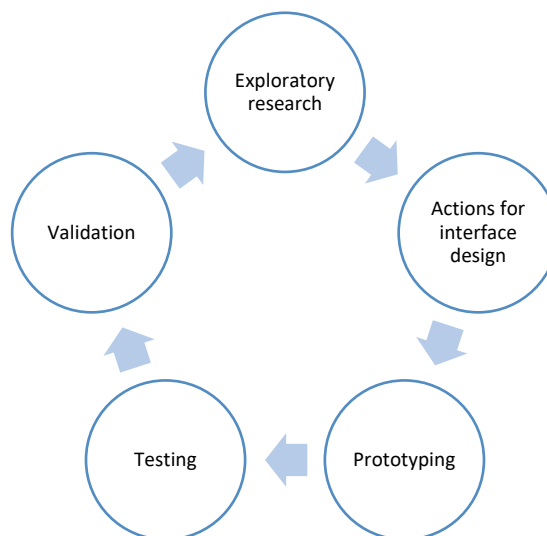 Exploratory
research
Actions for
interface
design
Prototyping
Testing
Validation